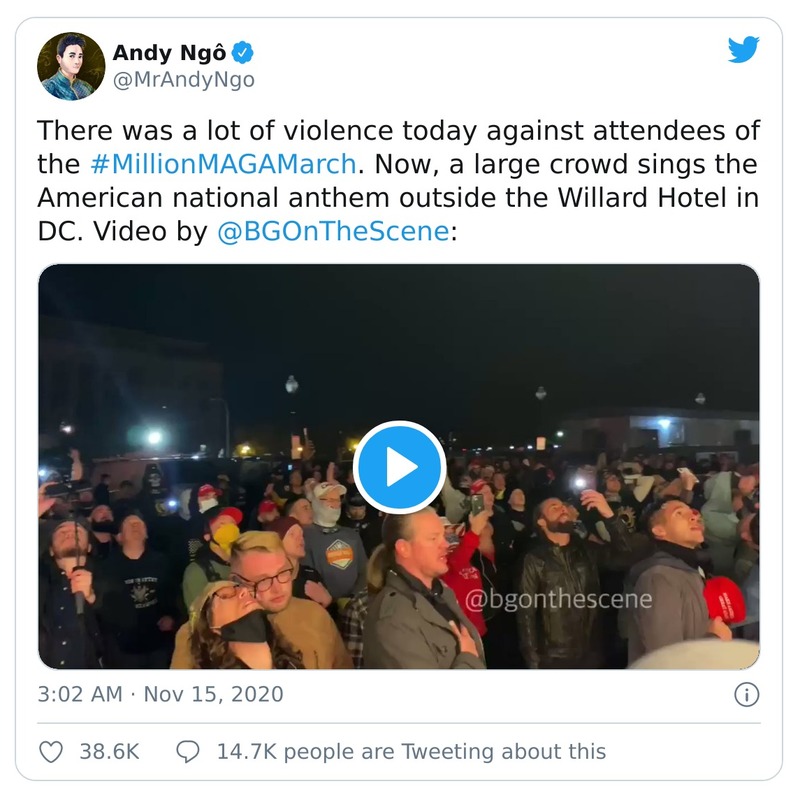 Andy Ngô
@MrAndyNgo
There was a lot of violence today against attendees of
the #MillionMAGAMarch. Now, a large crowd sings the
American national anthem outside the Willard Hotel in
DC. Video by @BGOnTheScene:
@bgonthescene
3:02 AM · Nov 15, 2020
38.6K 14.7K people are Tweeting about this